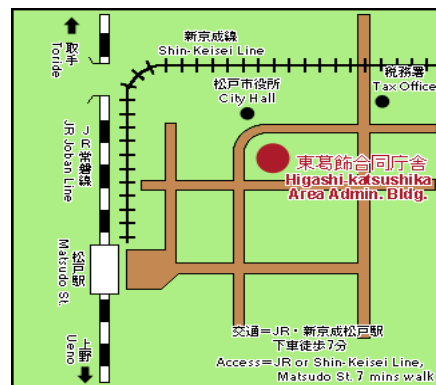 取手
Toride
新京成線
Shin-Keisei Line
松戸市役所
City Hall
税務署
Tax Office
JR常磐線
JR Joban Line
東葛飾合同庁舎
Higashi-katsushika
Area Admin. Bldg.
松戸駅
Matsudo St.
上野
Ueno
交通=JR・新京成松戸駅
下車徒歩7分
Access=JR or Shin-Keisei Line,
Matsudo St. 7 mins walk